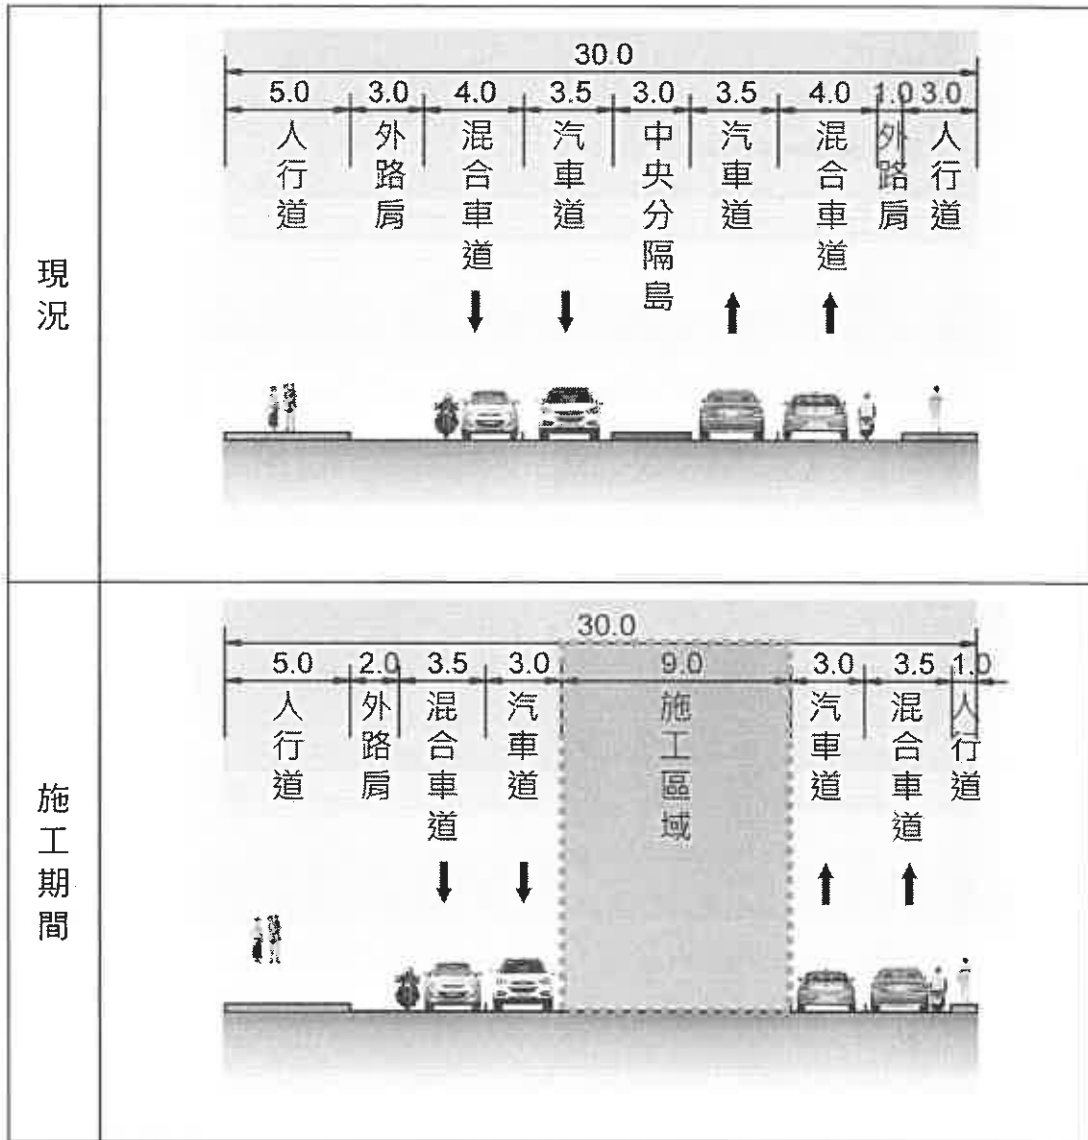 現況
30.0
5.0 3.0 4.0 3.5 3.0 3.5 4.0 1.0 3.0
人行道 外路肩 混合車道 汽車道 中央分隔島 汽車道 混合車道 外路肩 人行道
施工期間
30.0
5.0 2.0 3.5 3.0 9.0 3.0 3.5 1.0
人行道 外路肩 混合車道 汽車道 施工區域 汽車道 混合車道 人行道